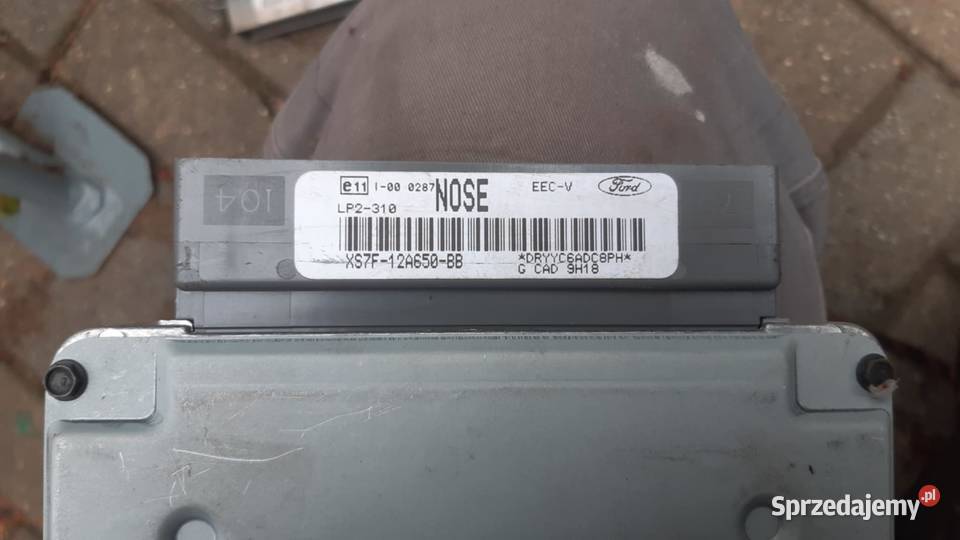 104
e11 I-00 0287 NOSE EEC-V Ford
LP2-310
XS7F-12A650-BB *DRYYC6ADC8PH*
G CAD 9H18
Sprzedajemy.pl